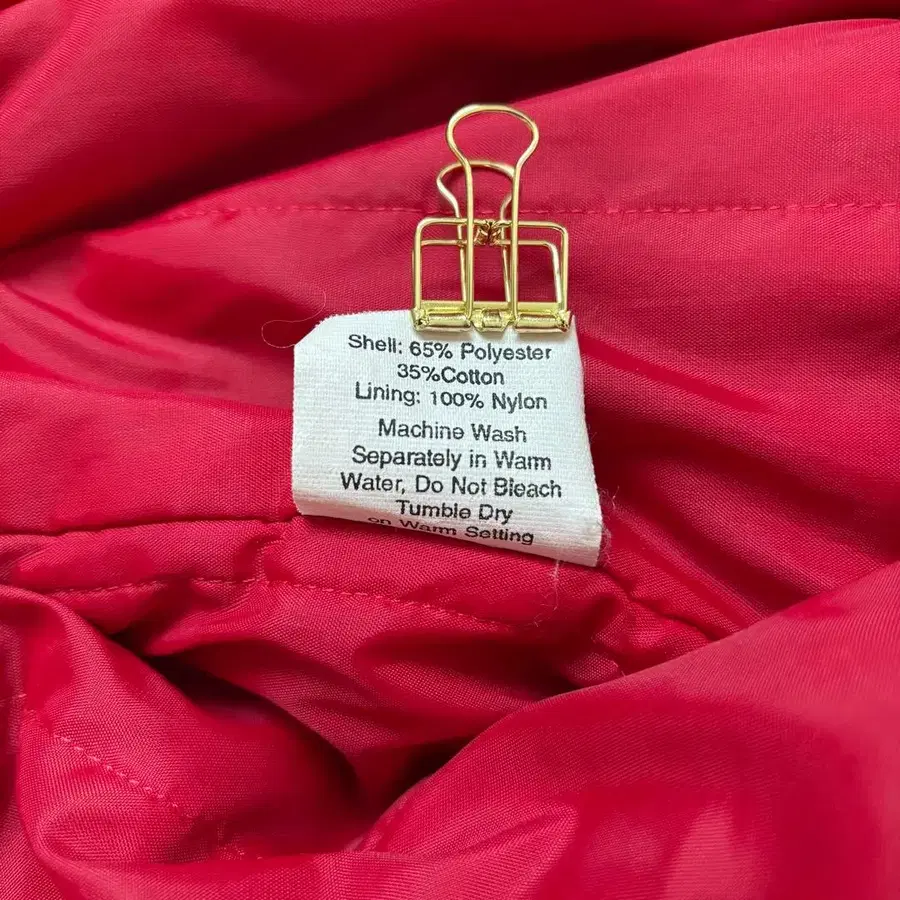 Shell: 65% Polyester
35%Cotton
Lining: 100% Nylon
Machine Wash
Separately in Warm
Water, Do Not Bleach
Tumble Dry
on Warm Setting